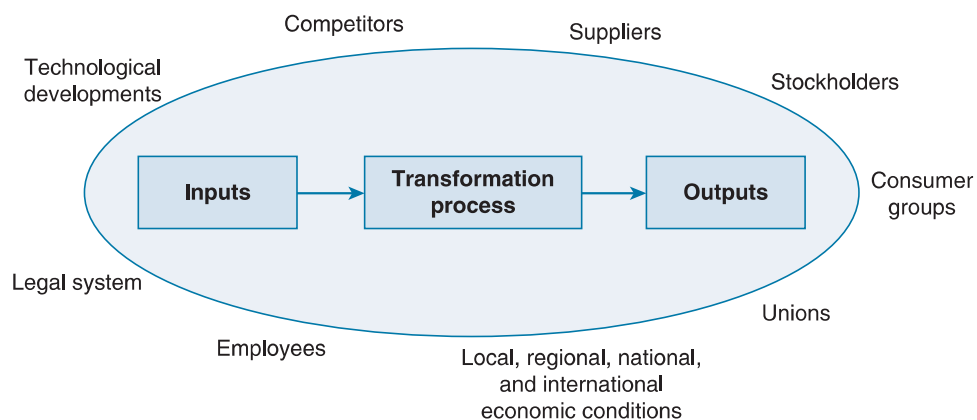 Competitors
Suppliers
Technological
developments
Stockholders
Inputs
Transformation
process
Outputs
Consumer
groups
Legal system
Unions
Employees
Local, regional, national,
and international
economic conditions